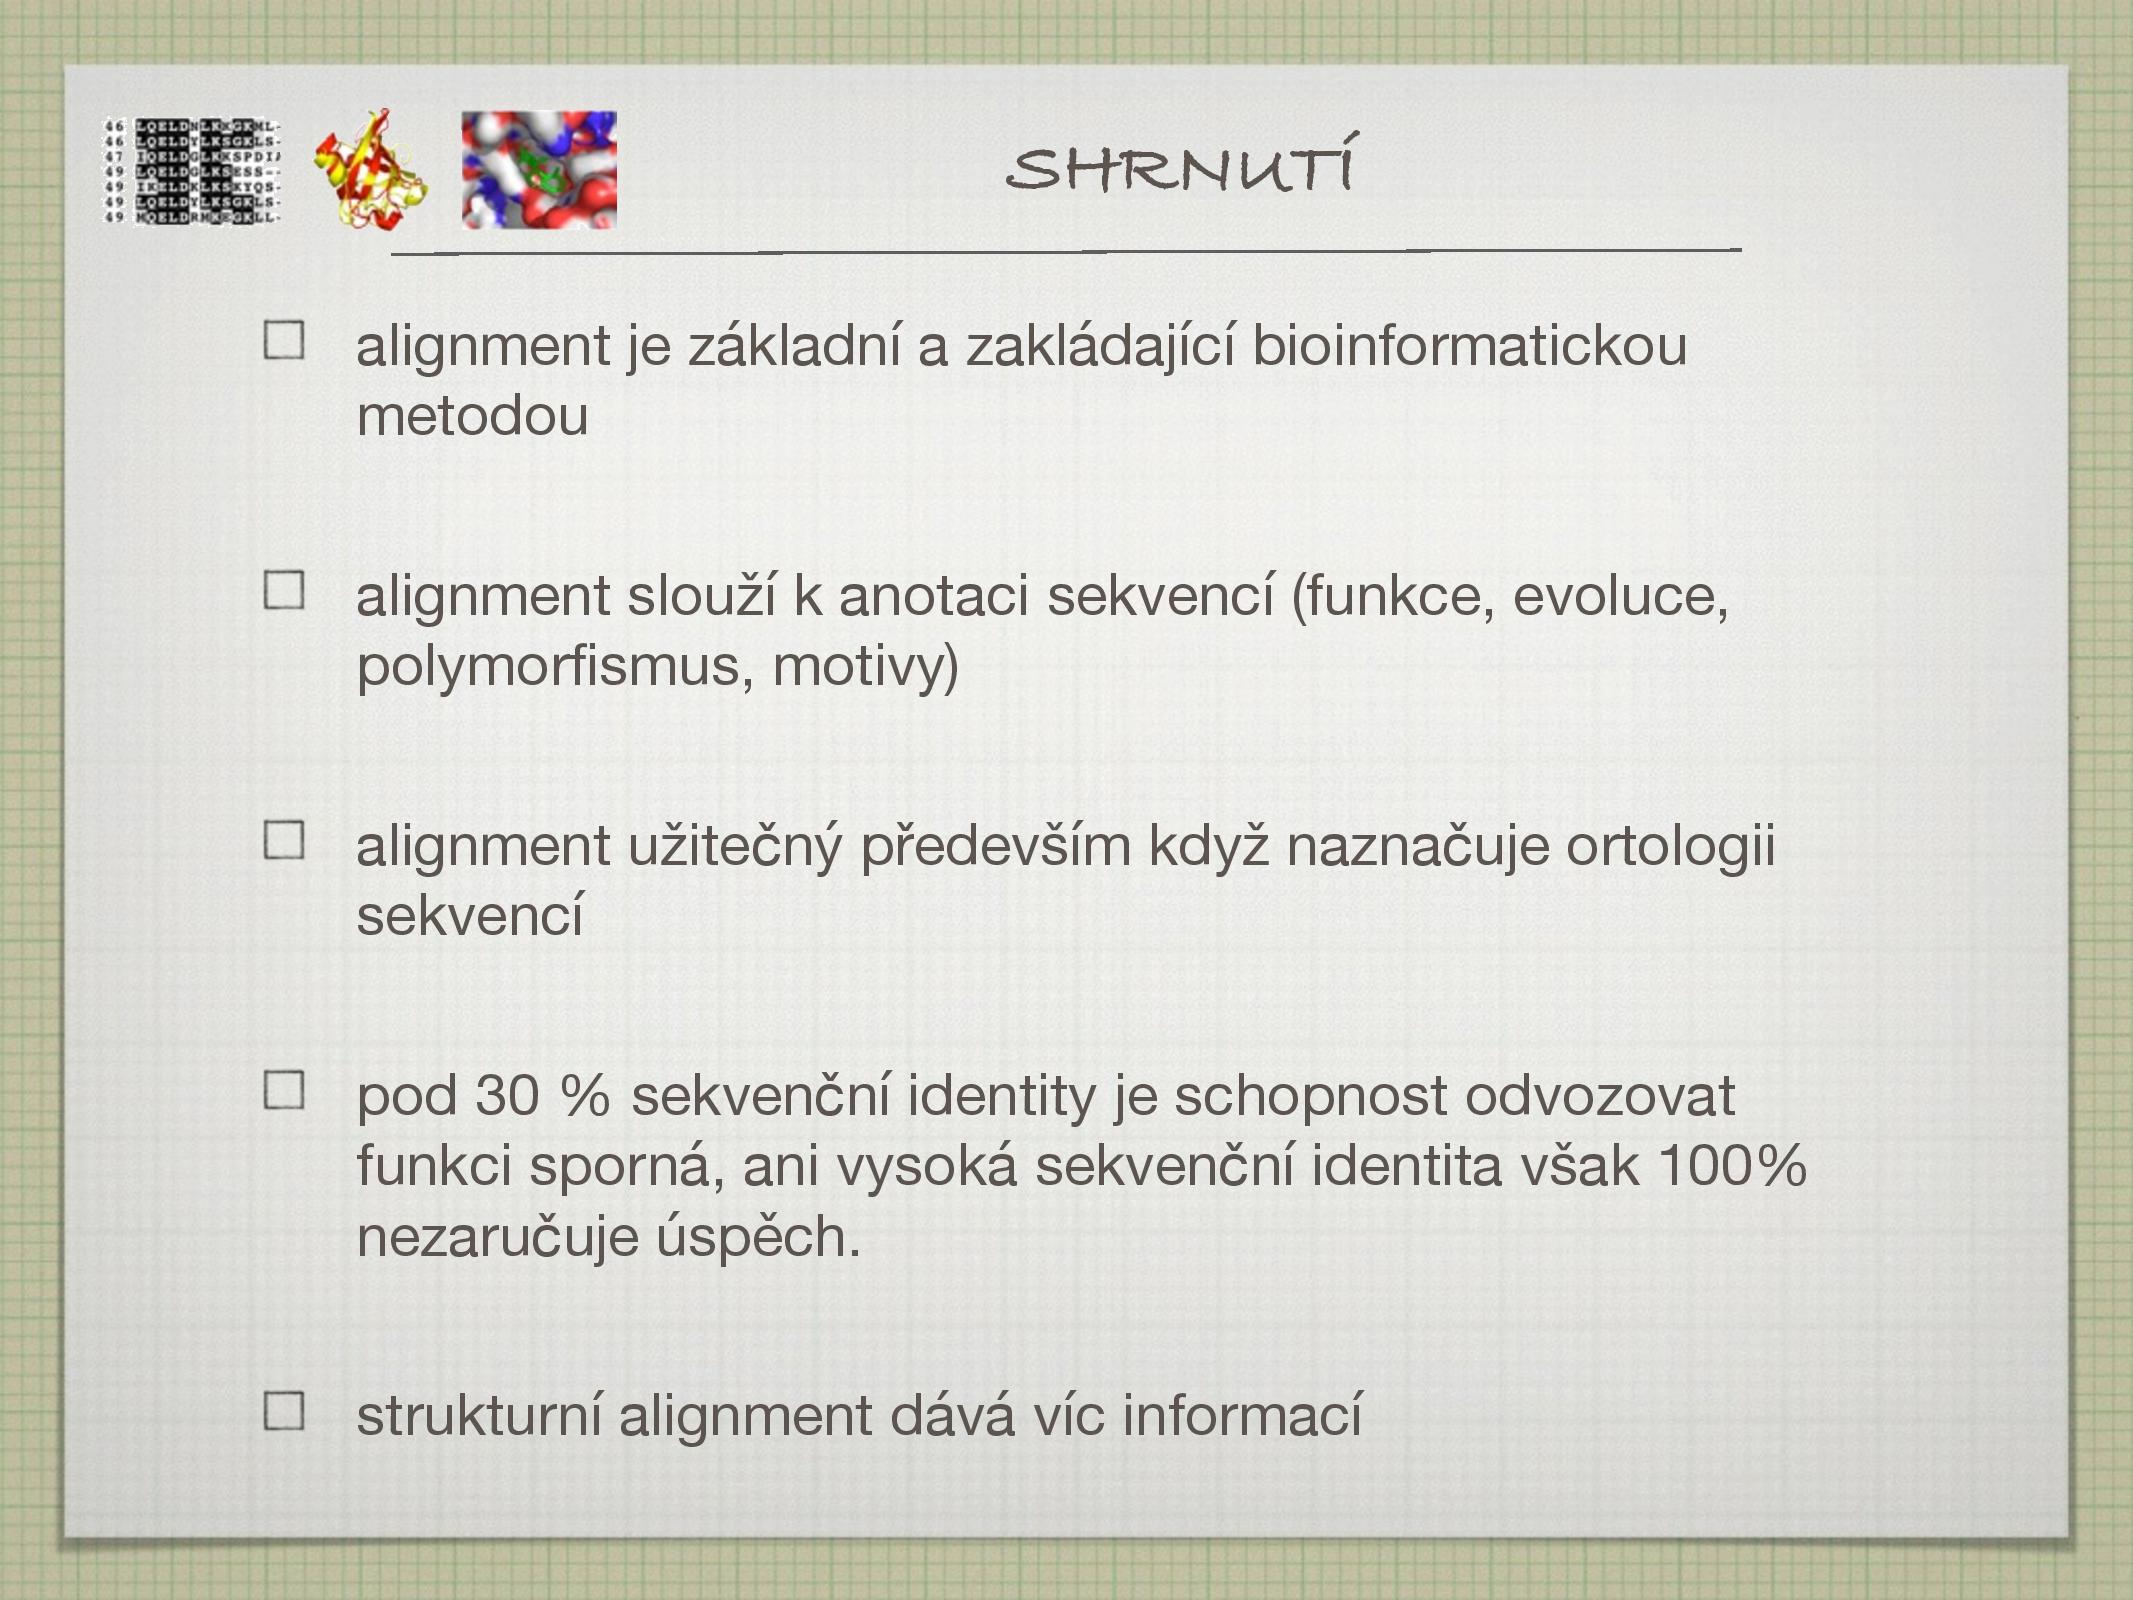 46 LQELDNLKKGKML-
46 LQELDYLKSGKLS-
47 IQELDGLKKSPDIA
49 LQELDGLKSESS--
49 IKELDKLKSKYQS-
49 LQELDYLKSGKLS-
49 MQELDRMKEGKLL-
SHRNUTÍ
alignment je základní a zakládající bioinformatickou
metodou
alignment slouží k anotaci sekvencí (funkce, evoluce,
polymorfismus, motivy)
alignment užitečný především když naznačuje ortologii
sekvencí
pod 30 % sekvenční identity je schopnost odvozovat
funkci sporná, ani vysoká sekvenční identita však 100%
nezaručuje úspěch.
strukturní alignment dává víc informací